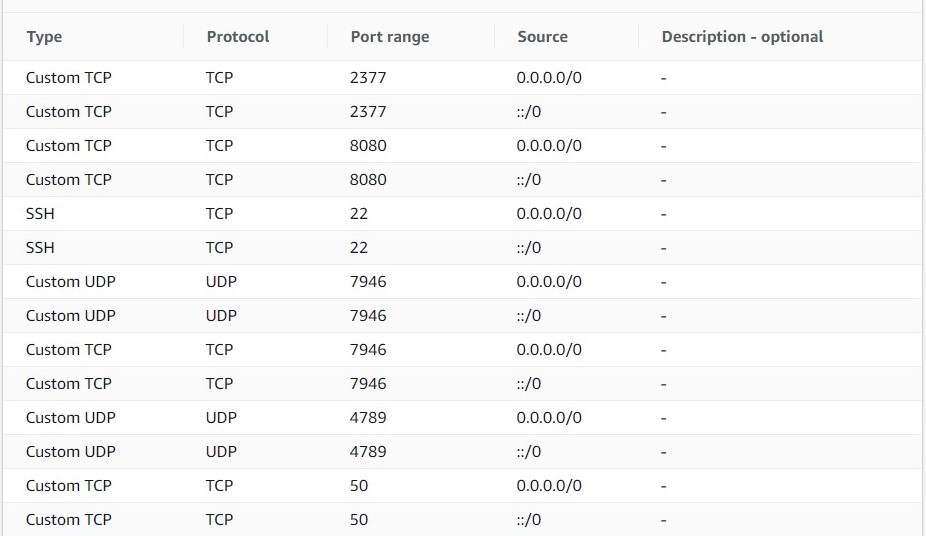 Type Protocol Port range Source Description - optional
Custom TCP TCP 2377 0.0.0.0/0 -
Custom TCP TCP 2377 ::/0 -
Custom TCP TCP 8080 0.0.0.0/0 -
Custom TCP TCP 8080 ::/0 -
SSH TCP 22 0.0.0.0/0 -
SSH TCP 22 ::/0 -
Custom UDP UDP 7946 0.0.0.0/0 -
Custom UDP UDP 7946 ::/0 -
Custom TCP TCP 7946 0.0.0.0/0 -
Custom TCP TCP 7946 ::/0 -
Custom UDP UDP 4789 0.0.0.0/0 -
Custom UDP UDP 4789 ::/0 -
Custom TCP TCP 50 0.0.0.0/0 -
Custom TCP TCP 50 ::/0 -